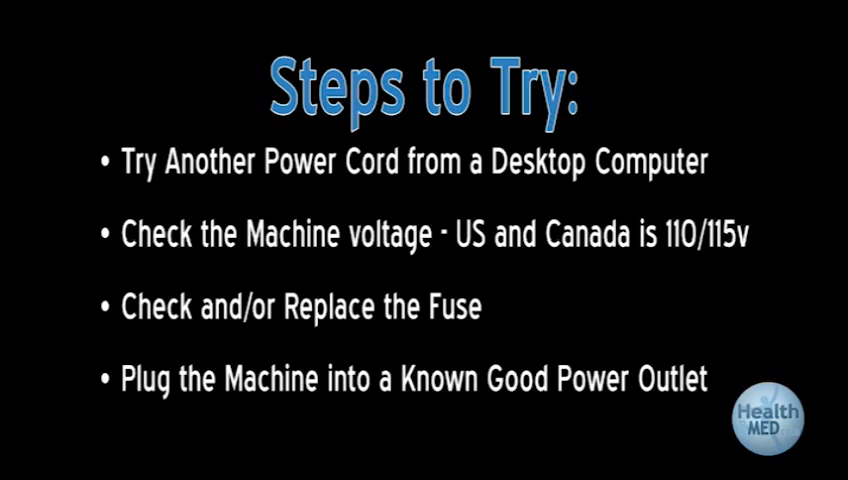 Steps to Try:
• Try Another Power Cord from a Desktop Computer
• Check the Machine voltage - US and Canada is 110/115v
• Check and/or Replace the Fuse
• Plug the Machine into a Known Good Power Outlet
Health
MED